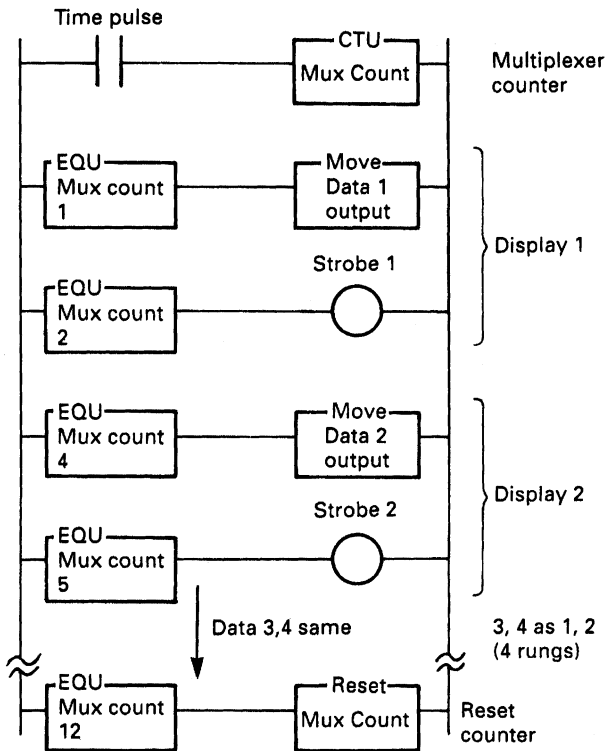 Time pulse
CTU
Mux Count
Multiplexer
counter
EQU
Mux count
1
Move
Data 1
output
Display 1
EQU
Mux count
2
Strobe 1
EQU
Mux count
4
Move
Data 2
output
Display 2
EQU
Mux count
5
Strobe 2
Data 3,4 same
3, 4 as 1, 2
(4 rungs)
EQU
Mux count
12
Reset
Mux Count
Reset
counter